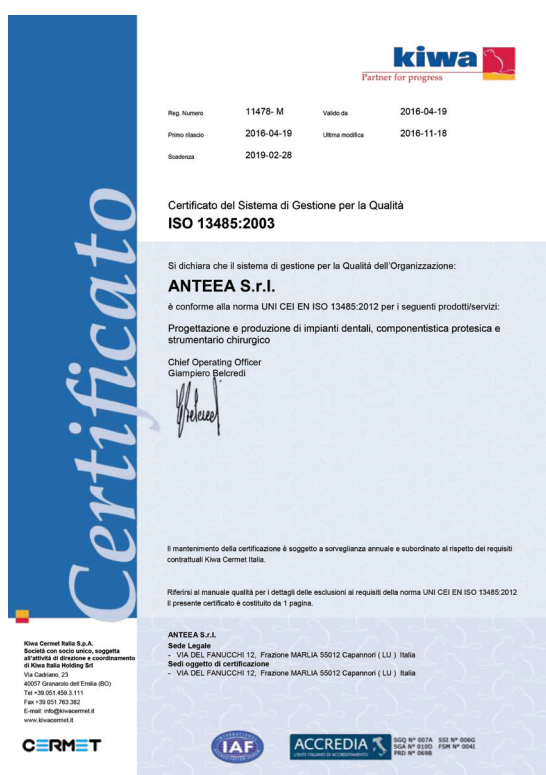 kiwa
Partner for progress
Reg. Numero 11478- M Valido da 2016-04-19
Primo rilascio 2016-04-19 Ultima modifica 2016-11-18
Scadenza 2019-02-28
Certificato
Certificato del Sistema di Gestione per la Qualità
ISO 13485:2003
Si dichiara che il sistema di gestione per la Qualità dell'Organizzazione:
ANTEEA S.r.l.
è conforme alla norma UNI CEI EN ISO 13485:2012 per i seguenti prodotti/servizi:
Progettazione e produzione di impianti dentali, componentistica protesica e
strumentario chirurgico
Chief Operating Officer
Giampiero Belcredi
Il mantenimento della certificazione è soggetto a sorveglianza annuale e subordinato al rispetto dei requisiti
contrattuali Kiwa Cermet Italia.
Riferirsi al manuale qualità per i dettagli delle esclusioni ai requisiti della norma UNI CEI EN ISO 13485:2012
Il presente certificato è costituito da 1 pagina.
ANTEEA S.r.l.
Sede Legale
- VIA DEL FANUCCHI 12, Frazione MARLIA 55012 Capannori ( LU ) Italia
Sedi oggetto di certificazione
- VIA DEL FANUCCHI 12, Frazione MARLIA 55012 Capannori ( LU ) Italia
Kiwa Cermet Italia S.p.A.
Società con socio unico, soggetta
all'attività di direzione e coordinamento
di Kiwa Italia Holding Srl
Via Cadriano, 23
40057 Granarolo dell'Emilia (BO)
Tel +39.051.459.3.111
Fax +39.051.763.382
E-mail: info@kiwacermet.it
www.kiwacermet.it
CERMET
IAF
ACCREDIA
L'ENTE ITALIANO DI ACCREDITAMENTO
SGQ N° 007A SSI N° 006G
SGA N° 010D FSM N° 004I
PRD N° 069B